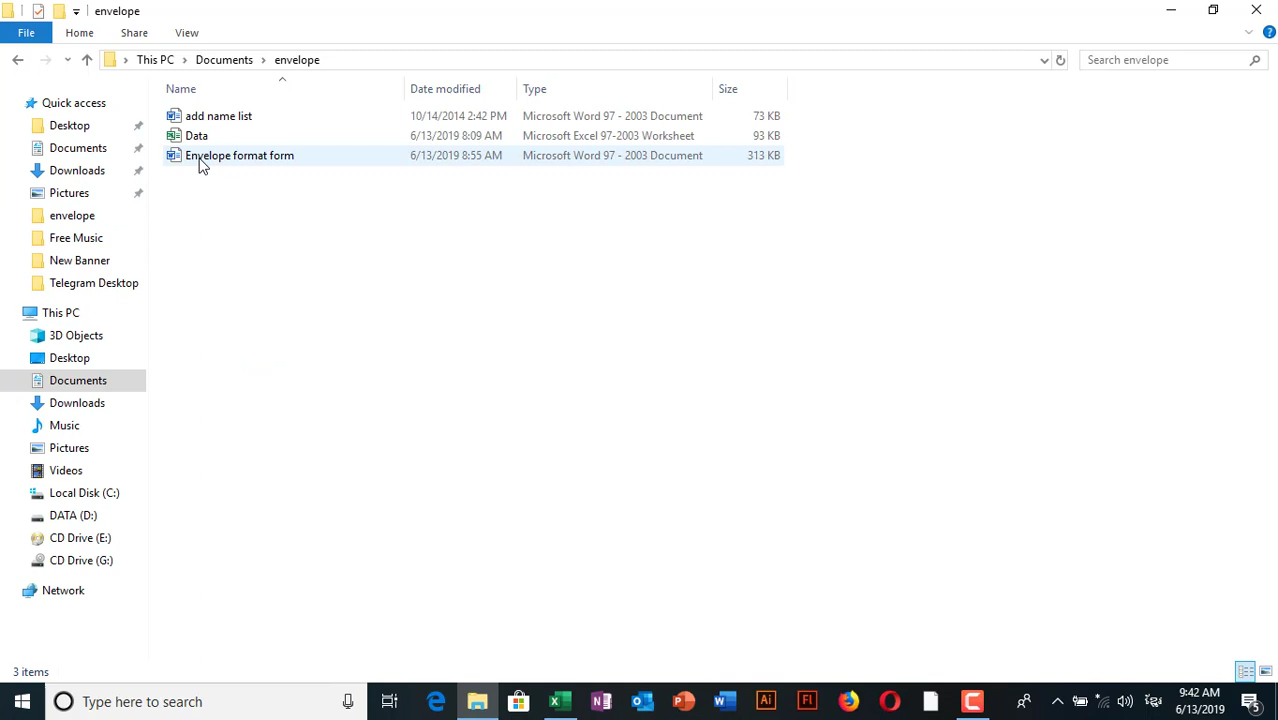 envelope
File Home Share View
This PC Documents envelope Search envelope
Name Date modified Type Size
add name list 10/14/2014 2:42 PM Microsoft Word 97 - 2003 Document 73 KB
Data 6/13/2019 8:09 AM Microsoft Excel 97-2003 Worksheet 93 KB
Envelope format form 6/13/2019 8:55 AM Microsoft Word 97 - 2003 Document 313 KB
Quick access
Desktop
Documents
Downloads
Pictures
envelope
Free Music
New Banner
Telegram Desktop
This PC
3D Objects
Desktop
Documents
Downloads
Music
Pictures
Videos
Local Disk (C:)
DATA (D:)
CD Drive (E:)
CD Drive (G:)
Network
3 items
Type here to search
Ai
Fl
9:42 AM
6/13/2019
5